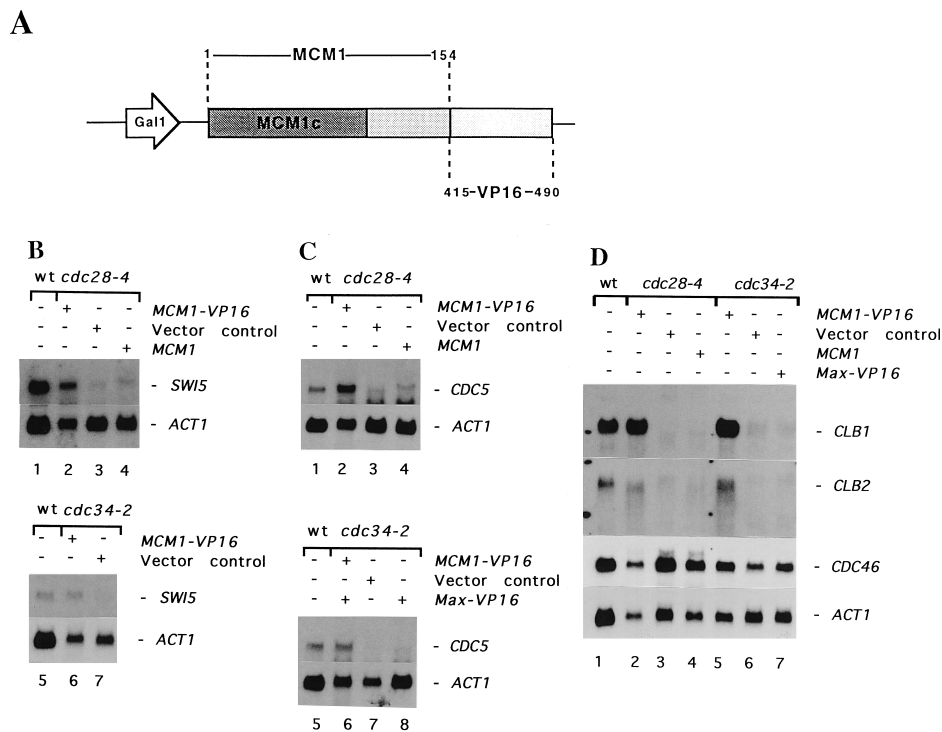 A
1 MCM1 154
Gal1 MCM1c
415-VP16-490
B
wt cdc28-4
- + - - MCM1-VP16
- - + - Vector control
- - - + MCM1
- SWI5
- ACT1
1 2 3 4
wt cdc34-2
- + - MCM1-VP16
- - + Vector control
- SWI5
- ACT1
5 6 7
C
wt cdc28-4
- + - - MCM1-VP16
- - + - Vector control
- - - + MCM1
- CDC5
- ACT1
1 2 3 4
wt cdc34-2
- + - - MCM1-VP16
- - + - Vector control
- + - + Max-VP16
- CDC5
- ACT1
5 6 7 8
D
wt cdc28-4 cdc34-2
- + - - + - - MCM1-VP16
- - + - - + - Vector control
- - - + - - - MCM1
- - - - - - + Max-VP16
- CLB1
- CLB2
- CDC46
- ACT1
1 2 3 4 5 6 7